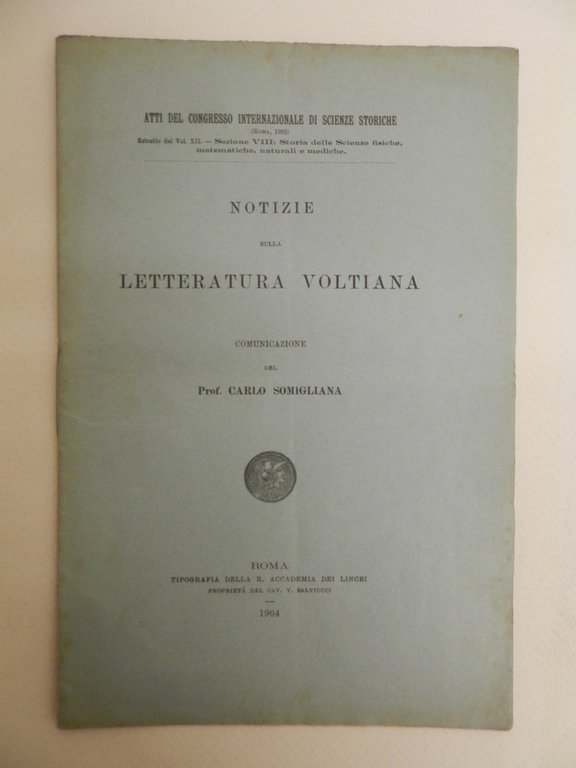 ATTI DEL CONGRESSO INTERNAZIONALE DI SCIENZE STORICHE
(ROMA, 1903)
Estratto dal Vol. XII. — Sezione VIII: Storia delle Scienze fisiche,
matematiche, naturali e mediche.
NOTIZIE
SULLA
LETTERATURA VOLTIANA
COMUNICAZIONE
DEL
Prof. CARLO SOMIGLIANA
ROMA
TIPOGRAFIA DELLA R. ACCADEMIA DEI LINCEI
PROPRIETÀ DEL CAV. V. SALVIUCCI
1904